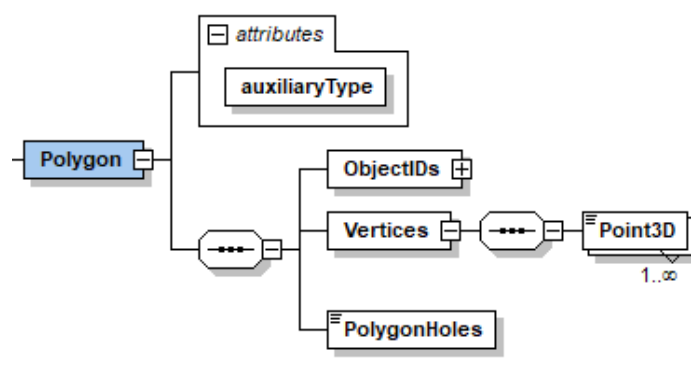 attributes
auxiliaryType
Polygon
ObjectIDs
Vertices
Point3D
1..∞
PolygonHoles